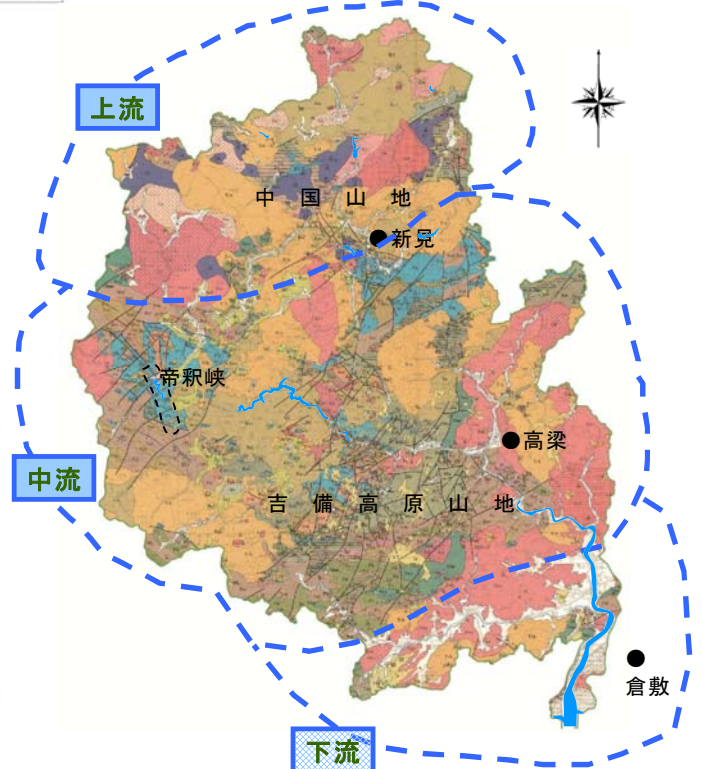 上流
中国山地
新見
帝釈峡
中流
高梁
吉備高原山地
倉敷
下流